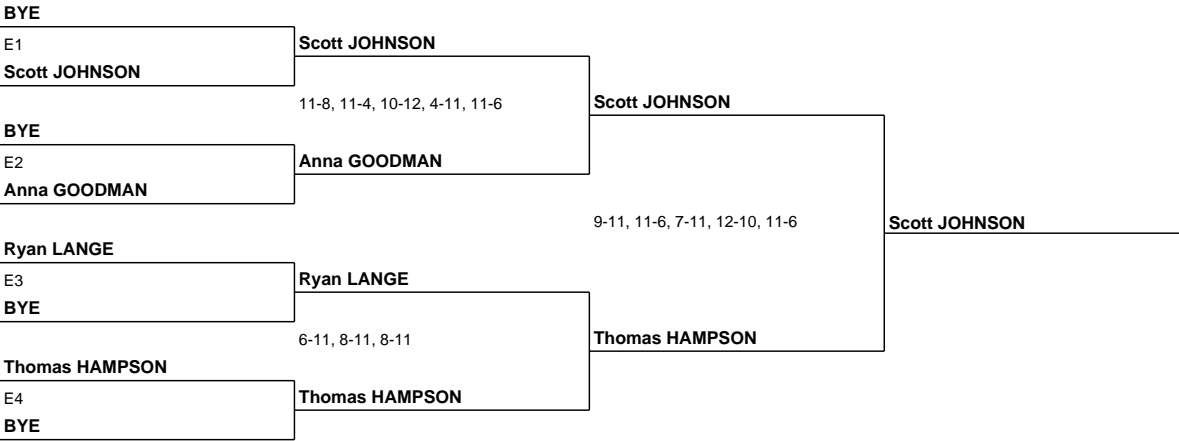 BYE
E1
Scott JOHNSON
Scott JOHNSON
11-8, 11-4, 10-12, 4-11, 11-6
Scott JOHNSON
BYE
E2
Anna GOODMAN
Anna GOODMAN
9-11, 11-6, 7-11, 12-10, 11-6
Scott JOHNSON
Ryan LANGE
E3
Ryan LANGE
BYE
6-11, 8-11, 8-11
Thomas HAMPSON
Thomas HAMPSON
E4
Thomas HAMPSON
BYE